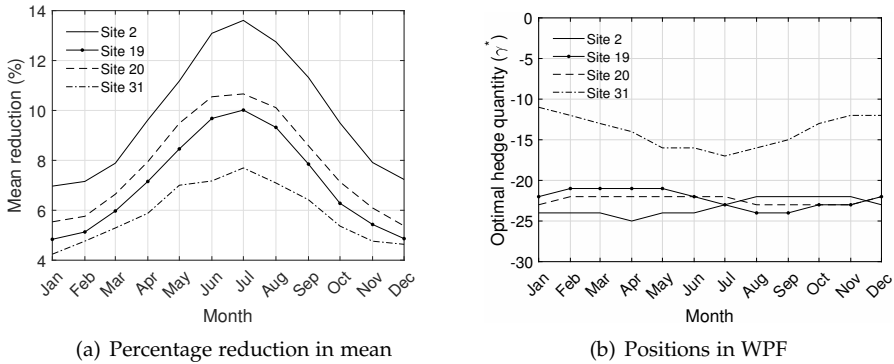 14
12
10
8
6
4
Mean reduction (%)
Site 2
Site 19
Site 20
Site 31
Jan
Feb
Mar
Apr
May
Jun
Jul
Aug
Sep
Oct
Nov
Dec
Month
(a) Percentage reduction in mean
0
-5
-10
-15
-20
-25
-30
Optimal hedge quantity (γ*)
Site 2
Site 19
Site 20
Site 31
Jan
Feb
Mar
Apr
May
Jun
Jul
Aug
Sep
Oct
Nov
Dec
Month
(b) Positions in WPF